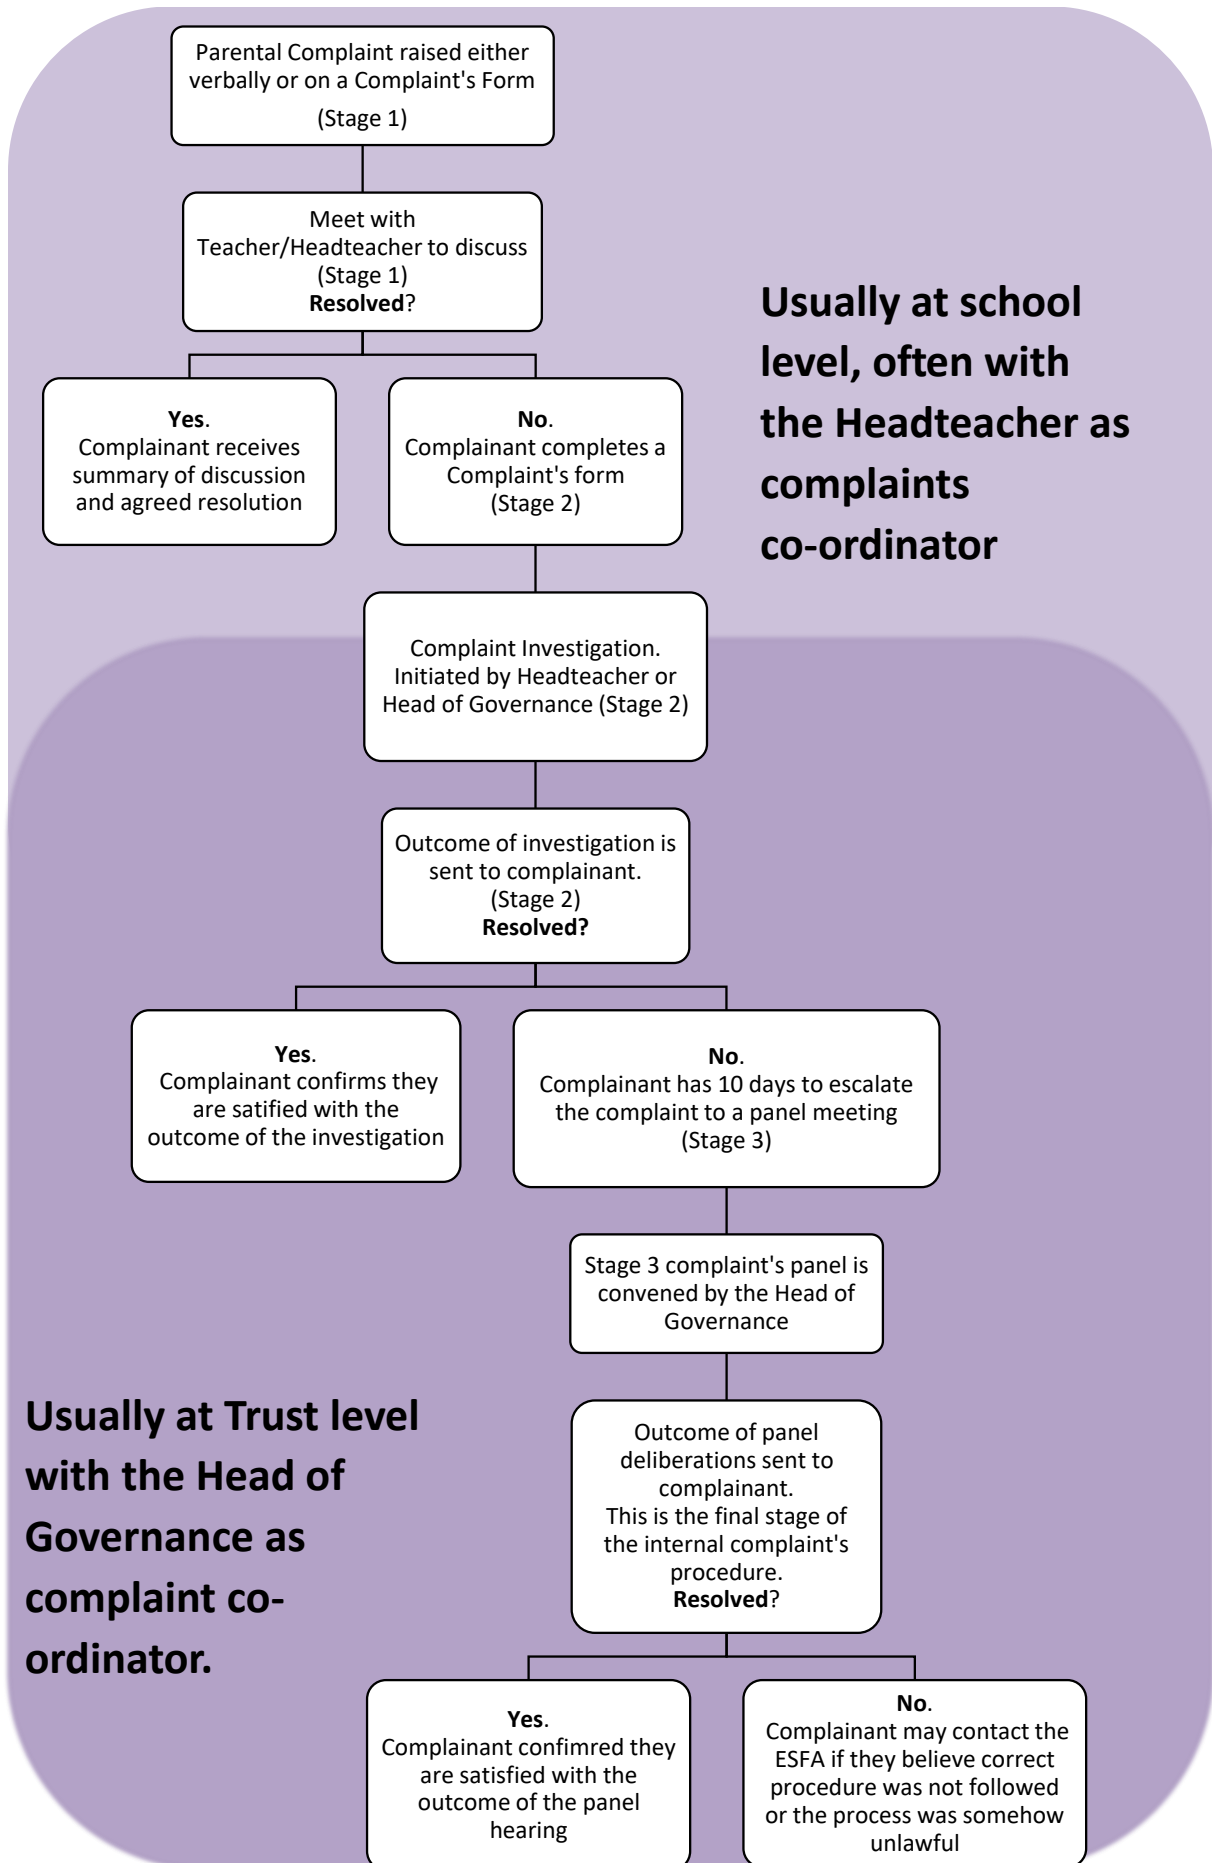 Parental Complaint raised either
verbally or on a Complaint's Form
(Stage 1)
Meet with
Teacher/Headteacher to discuss
(Stage 1)
Resolved?
Usually at school
level, often with
the Headteacher as
complaints
co-ordinator
Yes.
Complainant receives
summary of discussion
and agreed resolution
No.
Complainant completes a
Complaint's form
(Stage 2)
Complaint Investigation.
Initiated by Headteacher or
Head of Governance (Stage 2)
Outcome of investigation is
sent to complainant.
(Stage 2)
Resolved?
Yes.
Complainant confirms they
are satified with the
outcome of the investigation
No.
Complainant has 10 days to escalate
the complaint to a panel meeting
(Stage 3)
Stage 3 complaint's panel is
convened by the Head of
Governance
Usually at Trust level
with the Head of
Governance as
complaint co-
ordinator.
Outcome of panel
deliberations sent to
complainant.
This is the final stage of
the internal complaint's
procedure.
Resolved?
Yes.
Complainant confimred they
are satisfied with the
outcome of the panel
hearing
No.
Complainant may contact the
ESFA if they believe correct
procedure was not followed
or the process was somehow
unlawful